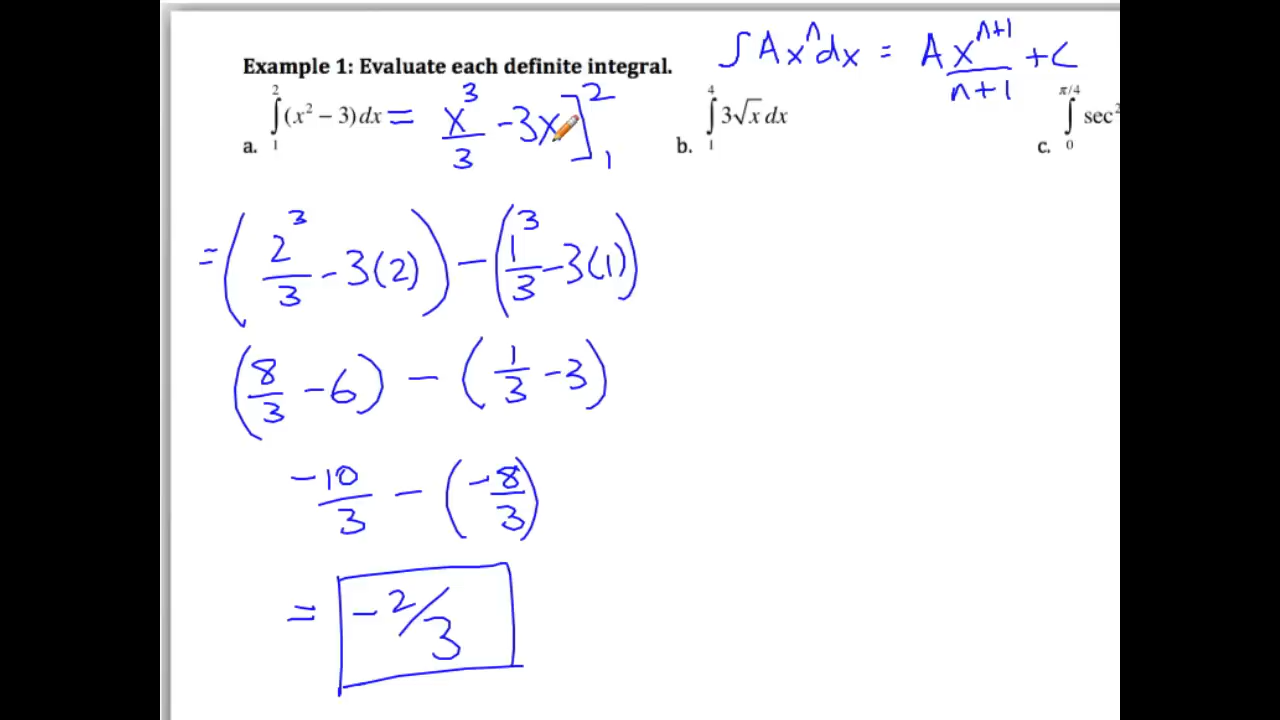 ∫Ax^n dx = Ax^(n+1)/(n+1) + C
Example 1: Evaluate each definite integral.
a. ∫₁² (x² − 3) dx = x³/3 − 3x]₁²
b. ∫₁⁴ 3√x dx
c. ∫₀^(π/4) sec²
= (2³/3 − 3(2)) − (1³/3 − 3(1))
(8/3 − 6) − (1/3 − 3)
−10/3 − (−8/3)
= −2/3